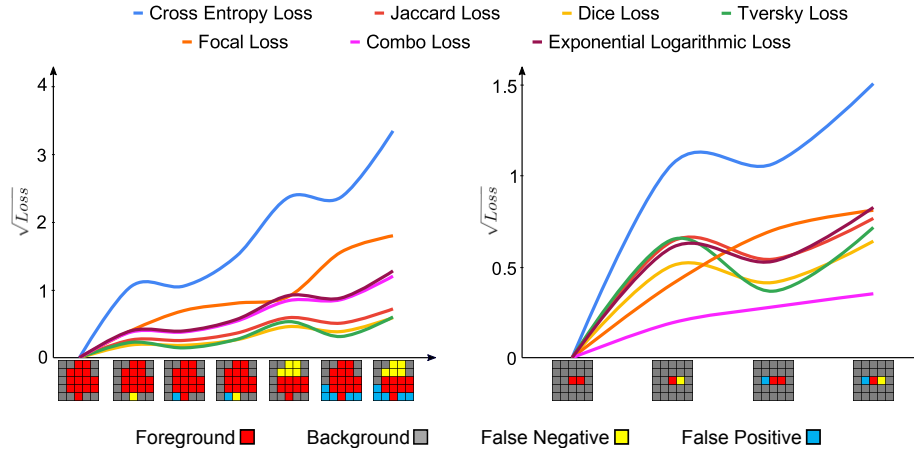 Cross Entropy Loss Jaccard Loss Dice Loss Tversky Loss
Focal Loss Combo Loss Exponential Logarithmic Loss
4
3
2
1
0
√Loss
1.5
1
0.5
0
√Loss
Foreground Background False Negative False Positive